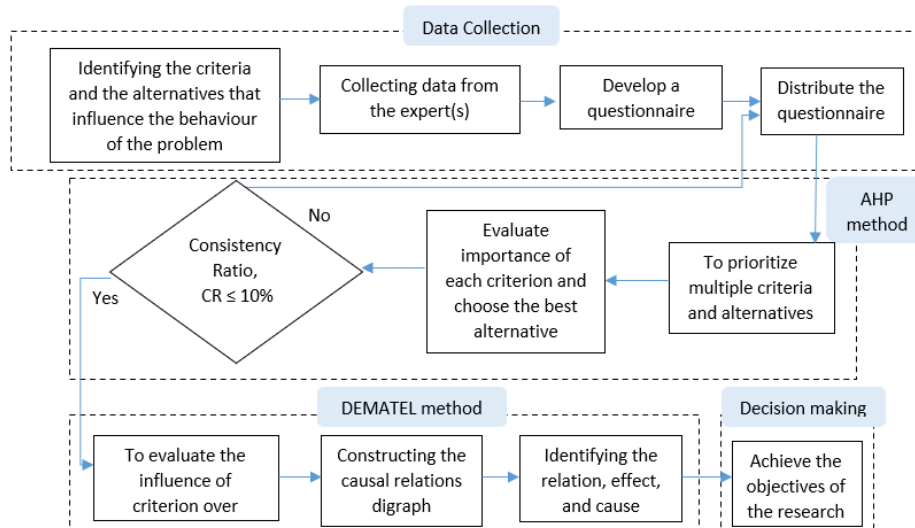 Data Collection
Identifying the criteria
and the alternatives that
influence the behaviour
of the problem
Collecting data from
the expert(s)
Develop a
questionnaire
Distribute the
questionnaire
AHP
method
No
Consistency
Ratio,
CR ≤ 10%
Yes
Evaluate
importance of
each criterion and
choose the best
alternative
To prioritize
multiple criteria
and alternatives
DEMATEL method
Decision making
To evaluate the
influence of
criterion over
Constructing the
causal relations
digraph
Identifying the
relation, effect,
and cause
Achieve the
objectives of
the research